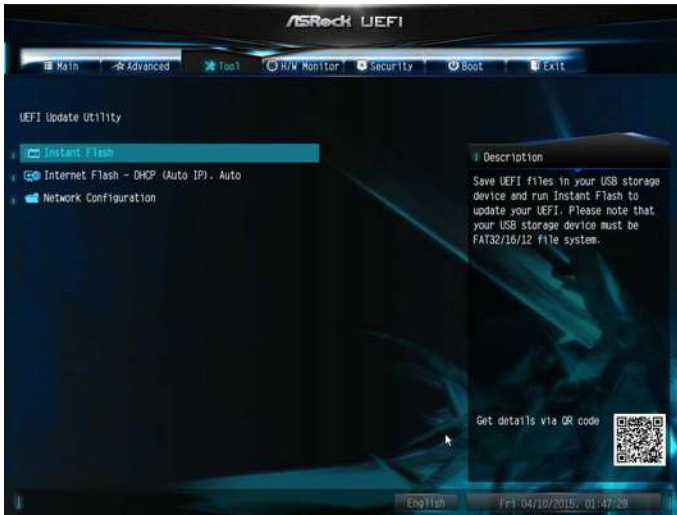 ASRock UEFI
Main Advanced Tool H/W Monitor Security Boot Exit
UEFI Update Utility
Instant Flash
Internet Flash - DHCP (Auto IP), Auto
Network Configuration
Description
Save UEFI files in your USB storage
device and run Instant Flash to
update your UEFI. Please note that
your USB storage device must be
FAT32/16/12 file system.
Get details via QR code
English Fri 04/10/2015. 01:47:28